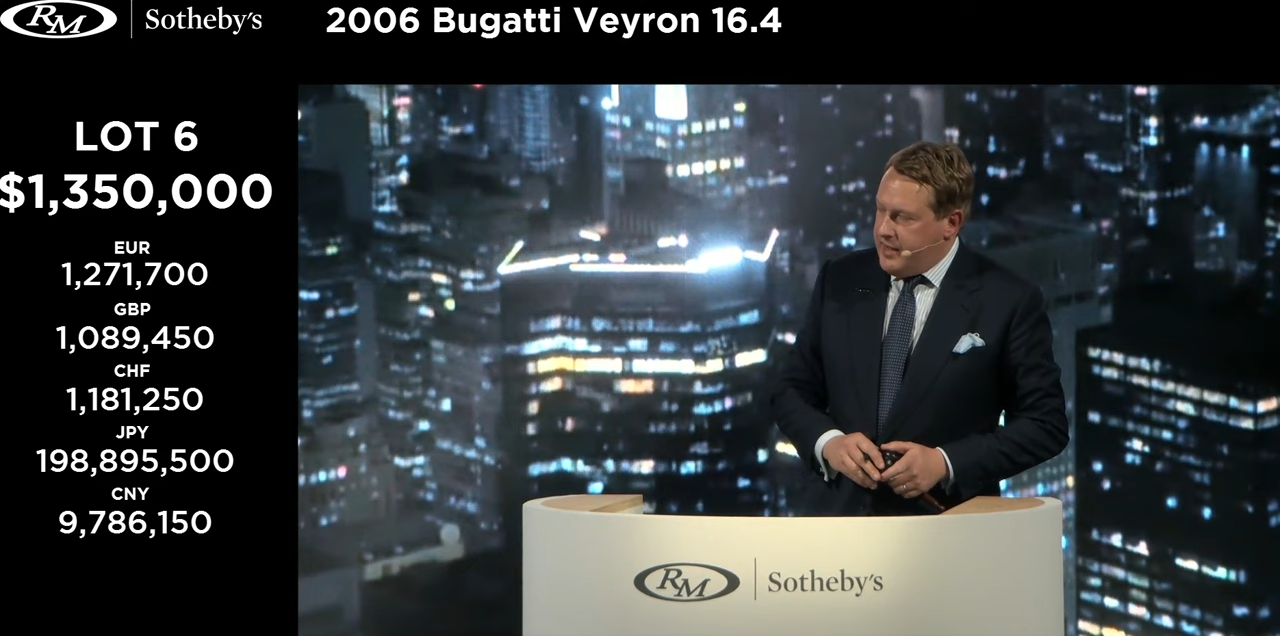 RM Sotheby's
2006 Bugatti Veyron 16.4
LOT 6
$1,350,000
EUR
1,271,700
GBP
1,089,450
CHF
1,181,250
JPY
198,895,500
CNY
9,786,150
RM Sotheby's